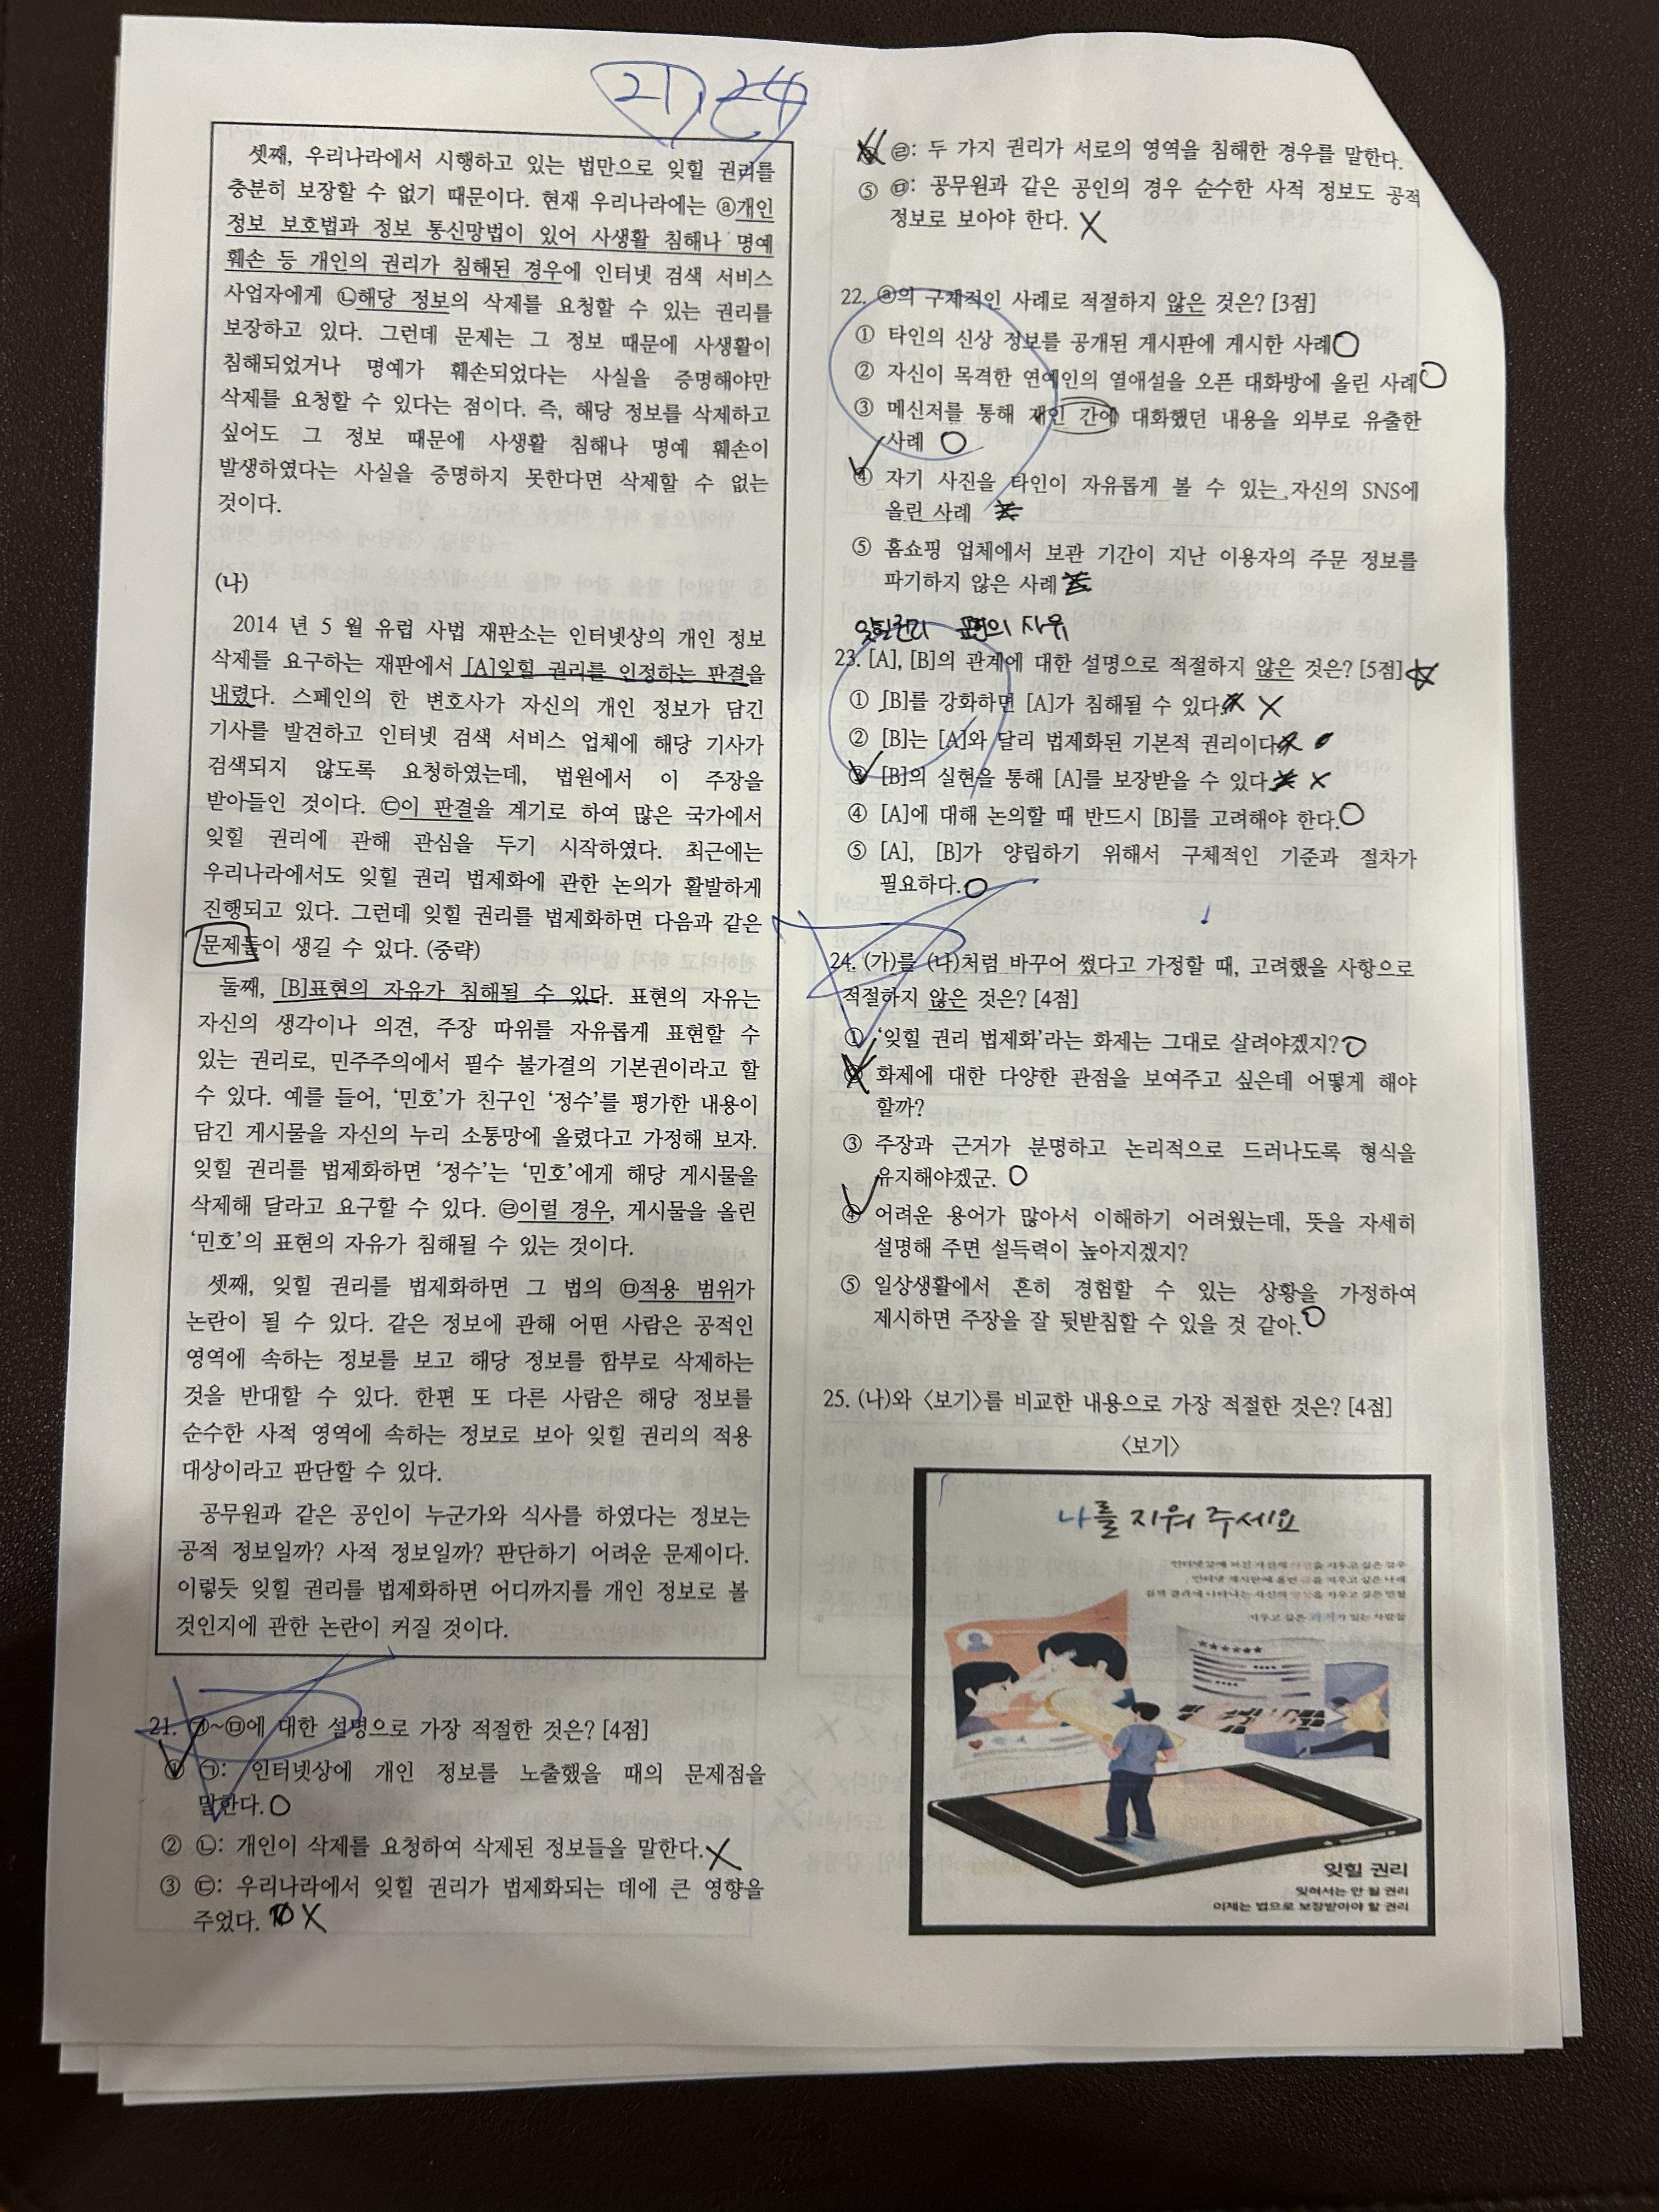 21, 24
셋째, 우리나라에서 시행하고 있는 법만으로 잊힐 권리를
충분히 보장할 수 없기 때문이다. 현재 우리나라에는 ⓐ개인
정보 보호법과 정보 통신망법이 있어 사생활 침해나 명예
훼손 등 개인의 권리가 침해된 경우에 인터넷 검색 서비스
사업자에게 ㉡해당 정보의 삭제를 요청할 수 있는 권리를
보장하고 있다. 그런데 문제는 그 정보 때문에 사생활이
침해되었거나 명예가 훼손되었다는 사실을 증명해야만
삭제를 요청할 수 있다는 점이다. 즉, 해당 정보를 삭제하고
싶어도 그 정보 때문에 사생활 침해나 명예 훼손이
발생하였다는 사실을 증명하지 못한다면 삭제할 수 없는
것이다.
(나)
2014 년 5 월 유럽 사법 재판소는 인터넷상의 개인 정보
삭제를 요구하는 재판에서 [A]잊힐 권리를 인정하는 판결을
내렸다. 스페인의 한 변호사가 자신의 개인 정보가 담긴
기사를 발견하고 인터넷 검색 서비스 업체에 해당 기사가
검색되지 않도록 요청하였는데, 법원에서 이 주장을
받아들인 것이다. ㉢이 판결을 계기로 하여 많은 국가에서
잊힐 권리에 관해 관심을 두기 시작하였다. 최근에는
우리나라에서도 잊힐 권리 법제화에 관한 논의가 활발하게
진행되고 있다. 그런데 잊힐 권리를 법제화하면 다음과 같은
문제들이 생길 수 있다. (중략)
둘째, [B]표현의 자유가 침해될 수 있다. 표현의 자유는
자신의 생각이나 의견, 주장 따위를 자유롭게 표현할 수
있는 권리로, 민주주의에서 필수 불가결의 기본권이라고 할
수 있다. 예를 들어, '민호'가 친구인 '정수'를 평가한 내용이
담긴 게시물을 자신의 누리 소통망에 올렸다고 가정해 보자.
잊힐 권리를 법제화하면 '정수'는 '민호'에게 해당 게시물을
삭제해 달라고 요구할 수 있다. ㉣이럴 경우, 게시물을 올린
'민호'의 표현의 자유가 침해될 수 있는 것이다.
셋째, 잊힐 권리를 법제화하면 그 법의 ㉤적용 범위가
논란이 될 수 있다. 같은 정보에 관해 어떤 사람은 공적인
영역에 속하는 정보를 보고 해당 정보를 함부로 삭제하는
것을 반대할 수 있다. 한편 또 다른 사람은 해당 정보를
순수한 사적 영역에 속하는 정보로 보아 잊힐 권리의 적용
대상이라고 판단할 수 있다.
공무원과 같은 공인이 누군가와 식사를 하였다는 정보는
공적 정보일까? 사적 정보일까? 판단하기 어려운 문제이다.
이렇듯 잊힐 권리를 법제화하면 어디까지를 개인 정보로 볼
것인지에 관한 논란이 커질 것이다.
21. ㉠~㉤에 대한 설명으로 가장 적절한 것은? [4점]
① ㉠: 인터넷상에 개인 정보를 노출했을 때의 문제점을
말한다.
② ㉡: 개인이 삭제를 요청하여 삭제된 정보들을 말한다.
③ ㉢: 우리나라에서 잊힐 권리가 법제화되는 데에 큰 영향을
주었다.
④ ㉣: 두 가지 권리가 서로의 영역을 침해한 경우를 말한다.
⑤ ㉤: 공무원과 같은 공인의 경우 순수한 사적 정보도 공적
정보로 보아야 한다.
22. ⓐ의 구체적인 사례로 적절하지 않은 것은? [3점]
① 타인의 신상 정보를 공개된 게시판에 게시한 사례
② 자신이 목격한 연예인의 열애설을 오픈 대화방에 올린 사례
③ 메신저를 통해 개인 간에 대화했던 내용을 외부로 유출한
사례
④ 자기 사진을 타인이 자유롭게 볼 수 있는 자신의 SNS에
올린 사례
⑤ 홈쇼핑 업체에서 보관 기간이 지난 이용자의 주문 정보를
파기하지 않은 사례
잊힐권리 표현의 자유
23. [A], [B]의 관계에 대한 설명으로 적절하지 않은 것은? [5점]
① [B]를 강화하면 [A]가 침해될 수 있다.
② [B]는 [A]와 달리 법제화된 기본적 권리이다.
③ [B]의 실현을 통해 [A]를 보장받을 수 있다.
④ [A]에 대해 논의할 때 반드시 [B]를 고려해야 한다.
⑤ [A], [B]가 양립하기 위해서 구체적인 기준과 절차가
필요하다.
24. (가)를 (나)처럼 바꾸어 썼다고 가정할 때, 고려했을 사항으로
적절하지 않은 것은? [4점]
① '잊힐 권리 법제화'라는 화제는 그대로 살려야겠지?
② 화제에 대한 다양한 관점을 보여주고 싶은데 어떻게 해야
할까?
③ 주장과 근거가 분명하고 논리적으로 드러나도록 형식을
유지해야겠군.
④ 어려운 용어가 많아서 이해하기 어려웠는데, 뜻을 자세히
설명해 주면 설득력이 높아지겠지?
⑤ 일상생활에서 흔히 경험할 수 있는 상황을 가정하여
제시하면 주장을 잘 뒷받침할 수 있을 것 같아.
25. (나)와 〈보기〉를 비교한 내용으로 가장 적절한 것은? [4점]
〈보기〉
나를 지워 주세요
지우고 싶은 과거가 있는 사람들
잊힐 권리
잊혀서는 안 될 권리
이제는 법으로 보장받아야 할 권리